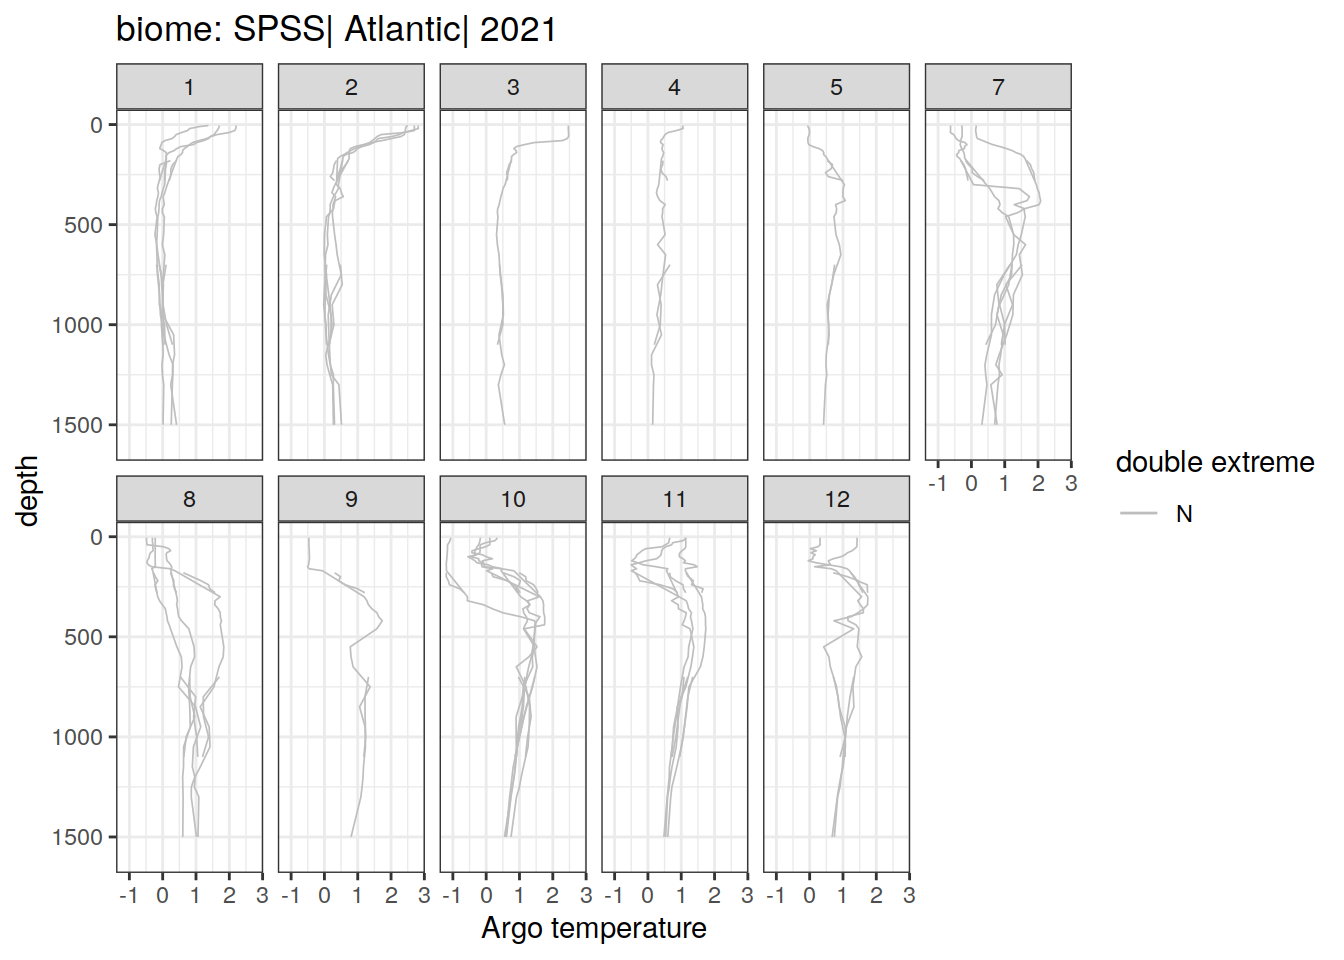 biome: SPSS| Atlantic| 2021
1 2 3 4 5 7
0
500
1000
1500
-1 0 1 2 3
depth
8 9 10 11 12
0
500
1000
1500
-1 0 1 2 3 -1 0 1 2 3 -1 0 1 2 3 -1 0 1 2 3 -1 0 1 2 3
Argo temperature
double extreme
N